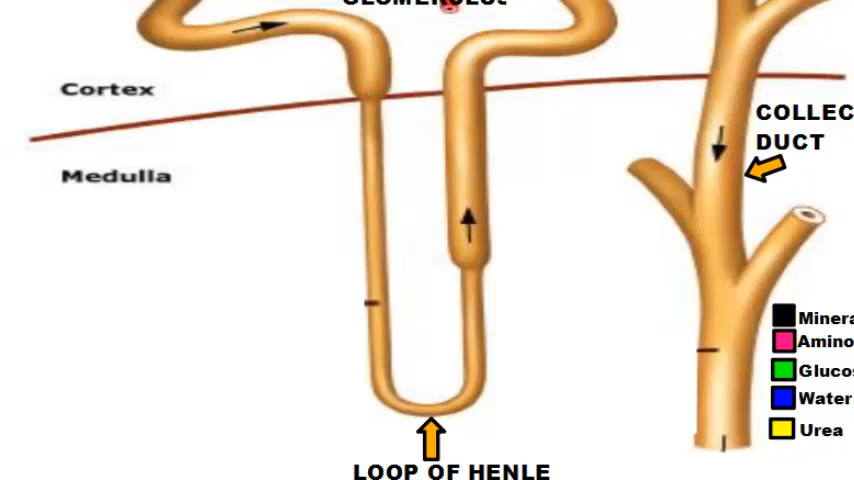 Cortex
COLLEC
DUCT
Medulla
Minera
Amino
Glucos
Water
Urea
LOOP OF HENLE